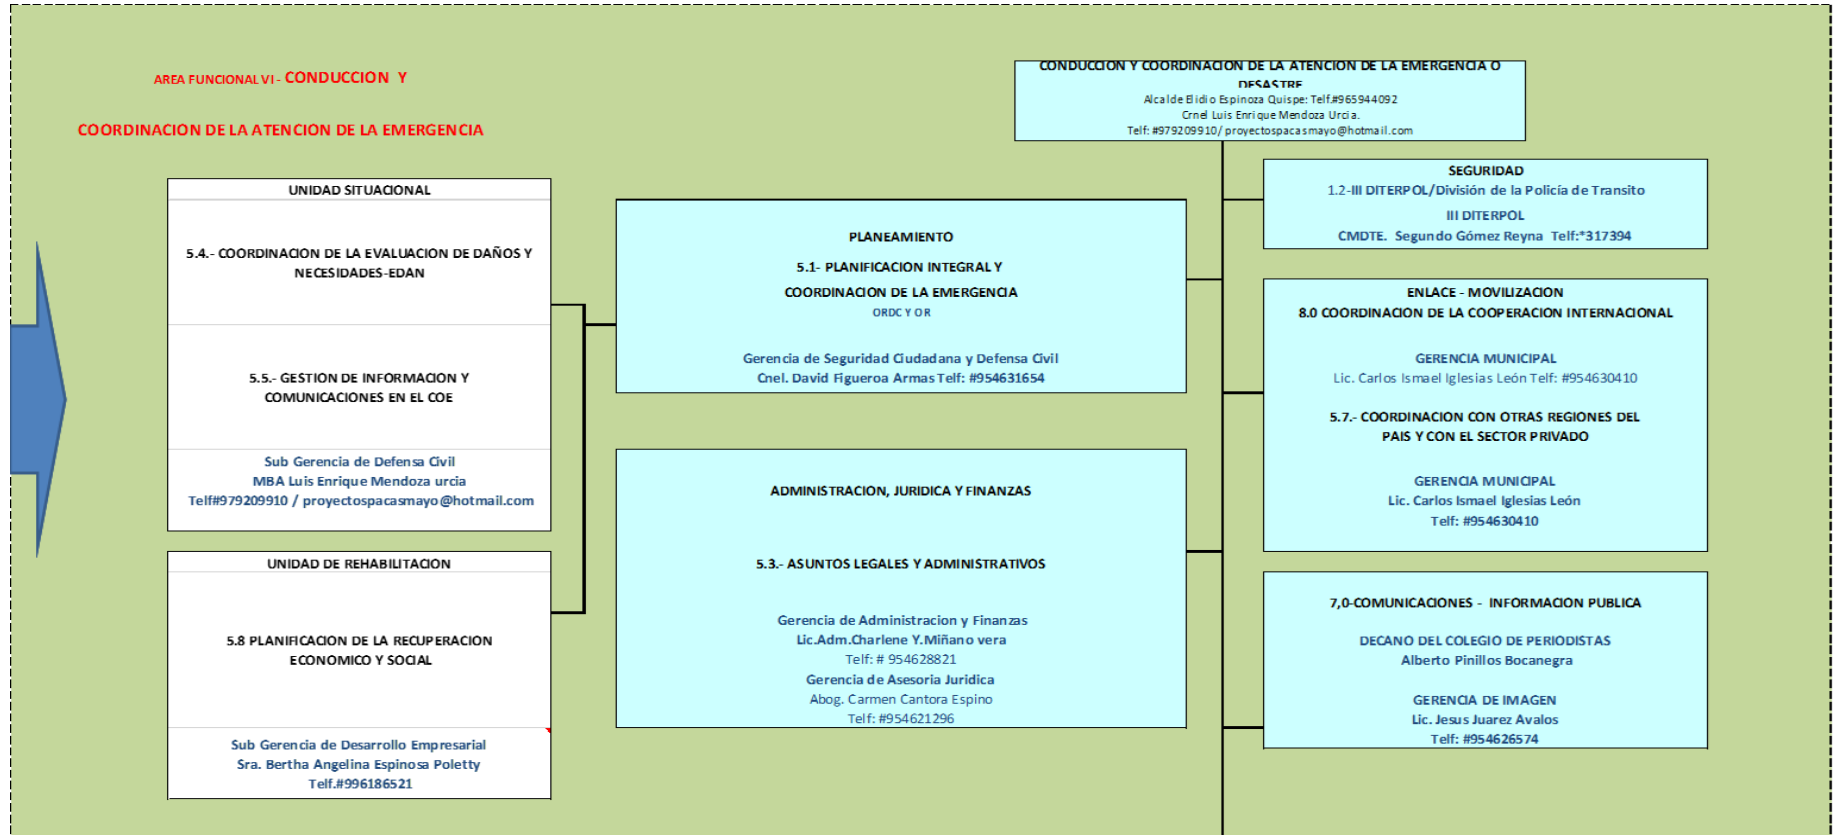 AREA FUNCIONAL VI - CONDUCCION Y
COORDINACION DE LA ATENCION DE LA EMERGENCIA
CONDUCCION Y COORDINACION DE LA ATENCION DE LA EMERGENCIA O
DESASTRE
Alcalde Elidio Espinoza Quispe: Telf.#965944092
Crnel Luis Enrique Mendoza Urcia.
Telf: #979209910/ proyectospacasmayo@hotmail.com
UNIDAD SITUACIONAL
5.4.- COORDINACION DE LA EVALUACION DE DAÑOS Y
NECESIDADES-EDAN
5.5.- GESTION DE INFORMACION Y
COMUNICACIONES EN EL COE
Sub Gerencia de Defensa Civil
MBA Luis Enrique Mendoza urcia
Telf#979209910 / proyectospacasmayo@hotmail.com
UNIDAD DE REHABILITACION
5.8 PLANIFICACION DE LA RECUPERACION
ECONOMICO Y SOCIAL
Sub Gerencia de Desarrollo Empresarial
Sra. Bertha Angelina Espinosa Poletty
Telf.#996186521
PLANEAMIENTO
5.1- PLANIFICACION INTEGRAL Y
COORDINACION DE LA EMERGENCIA
ORDC Y OR
Gerencia de Seguridad Ciudadana y Defensa Civil
Cnel. David Figueroa Armas Telf: #954631654
ADMINISTRACION, JURIDICA Y FINANZAS
5.3.- ASUNTOS LEGALES Y ADMINISTRATIVOS
Gerencia de Administracion y Finanzas
Lic.Adm.Charlene Y.Miñano vera
Telf: # 954628821
Gerencia de Asesoria Juridica
Abog. Carmen Cantora Espino
Telf: #954621296
SEGURIDAD
1.2-III DITERPOL/División de la Policía de Transito
III DITERPOL
CMDTE. Segundo Gómez Reyna Telf:*317394
ENLACE - MOVILIZACION
8.0 COORDINACION DE LA COOPERACION INTERNACIONAL
GERENCIA MUNICIPAL
Lic. Carlos Ismael Iglesias León Telf: #954630410
5.7.- COORDINACION CON OTRAS REGIONES DEL
PAIS Y CON EL SECTOR PRIVADO
GERENCIA MUNICIPAL
Lic. Carlos Ismael Iglesias León
Telf: #954630410
7,0-COMUNICACIONES - INFORMACION PUBLICA
DECANO DEL COLEGIO DE PERIODISTAS
Alberto Pinillos Bocanegra
GERENCIA DE IMAGEN
Lic. Jesus Juarez Avalos
Telf: #954626574